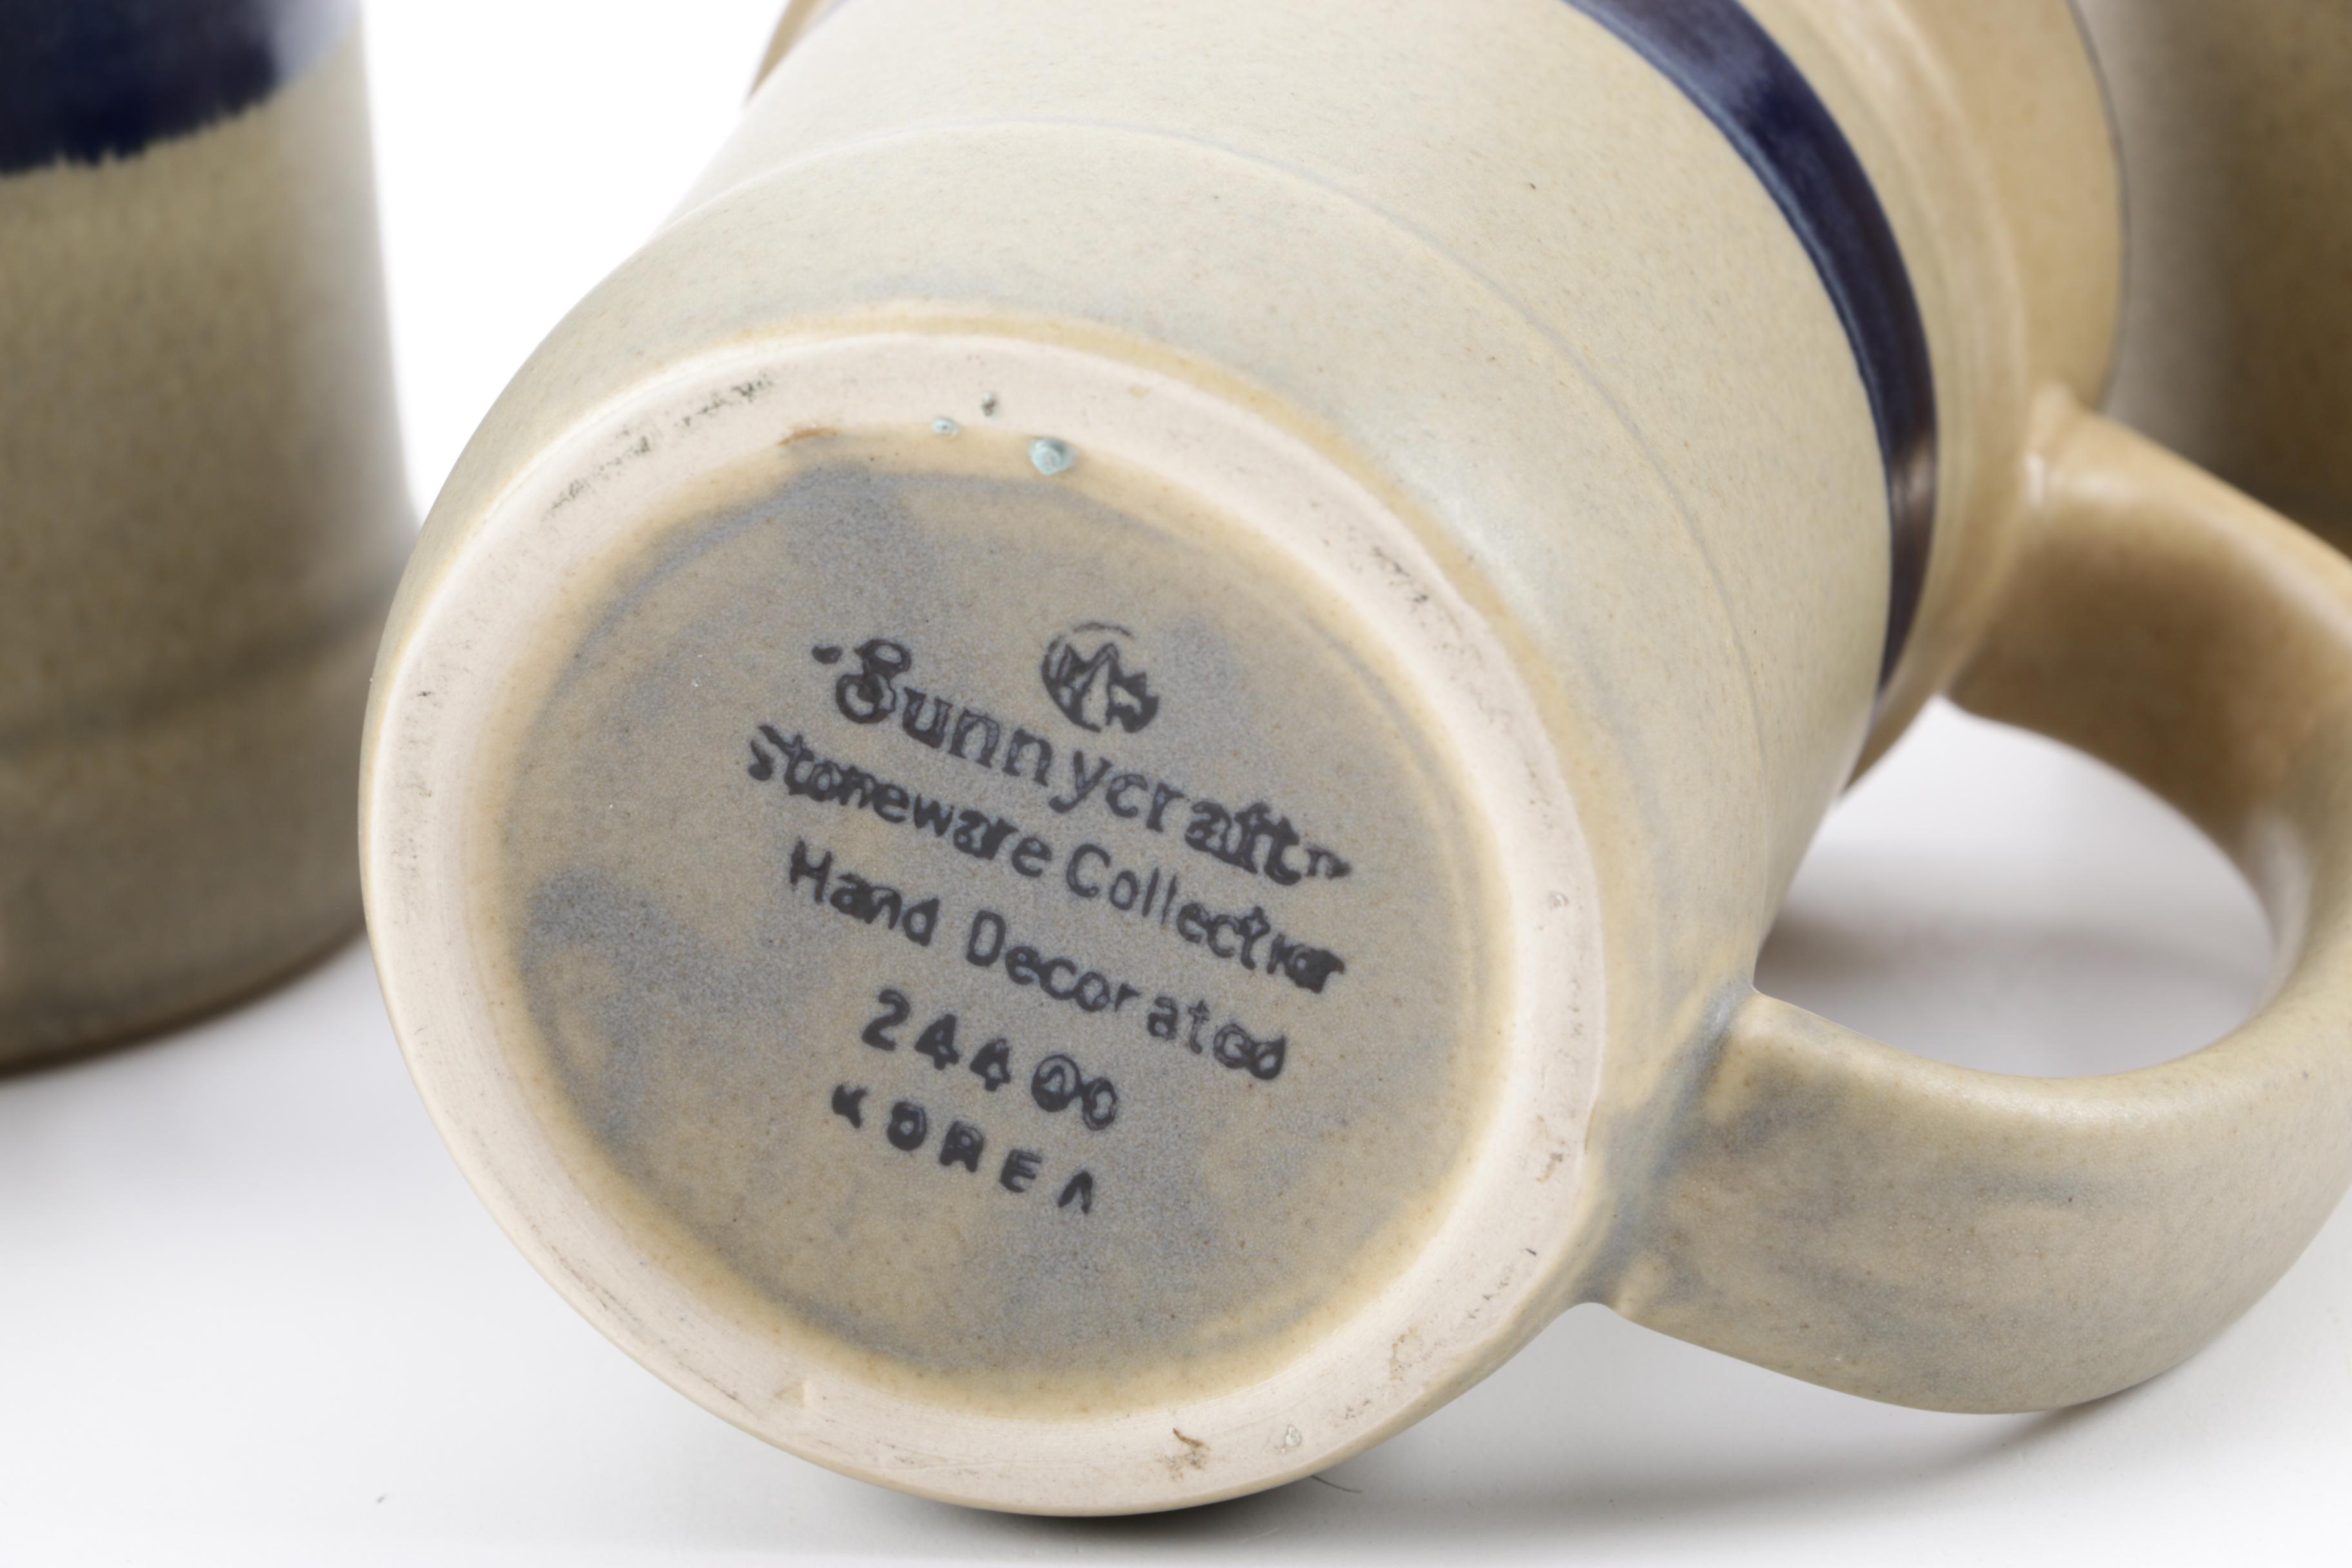 Sunnycraft
Stoneware Collection
Hand Decorated
24400
KOREA